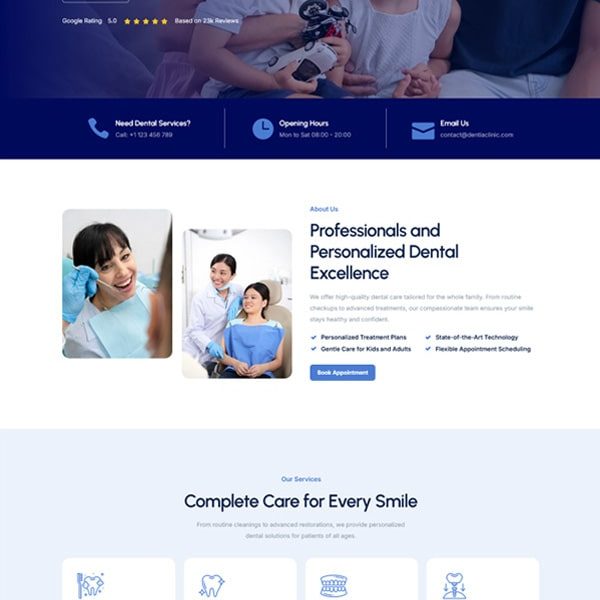 Google Rating 5.0 Based on 23k Reviews
Need Dental Services?
Call: +1 123 456 789
Opening Hours
Mon to Sat 08:00 - 20:00
Email Us
contact@dentiaclinic.com
About Us
Professionals and
Personalized Dental
Excellence
We offer high-quality dental care tailored for the whole family. From routine
checkups to advanced treatments, our compassionate team ensures your smile
stays healthy and confident.
Personalized Treatment Plans
State-of-the-Art Technology
Gentle Care for Kids and Adults
Flexible Appointment Scheduling
Book Appointment
Our Services
Complete Care for Every Smile
From routine cleanings to advanced restorations, we provide personalized
dental solutions for patients of all ages.